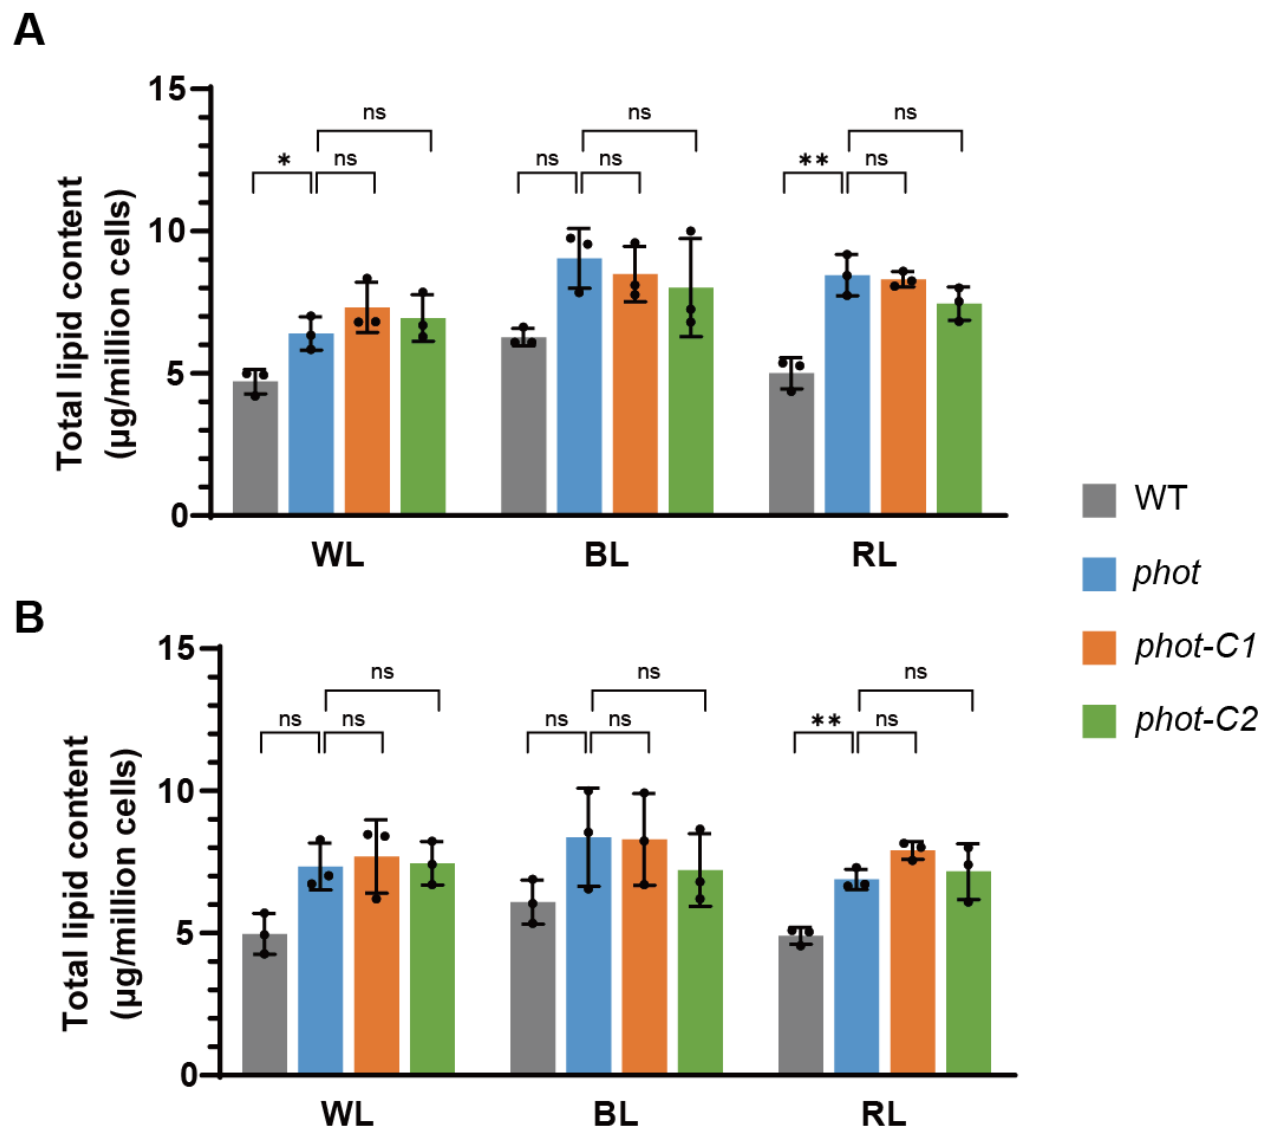 A
15
10
5
0
Total lipid content
(µg/million cells)
ns
* ns
ns
ns ns
ns
** ns
WL BL RL
WT
phot
phot-C1
phot-C2
B
15
10
5
0
Total lipid content
(µg/million cells)
ns
ns ns
ns
ns ns
ns
** ns
WL BL RL